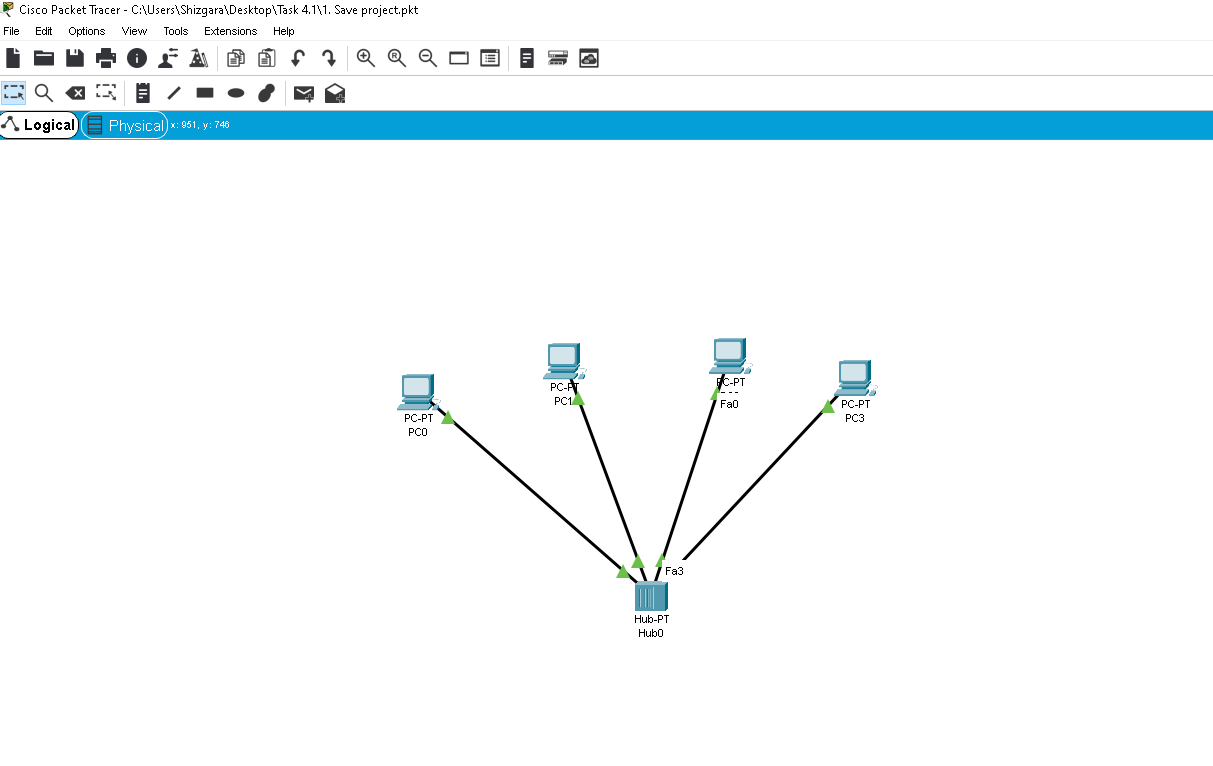 Cisco Packet Tracer - C:\Users\Shizgara\Desktop\Task 4.1\1. Save project.pkt
File Edit Options View Tools Extensions Help
Logical Physical x: 951, y: 746
PC-PT
PC0
PC-PT
PC1
PC-PT
Fa0
PC-PT
PC3
Fa3
Hub-PT
Hub0